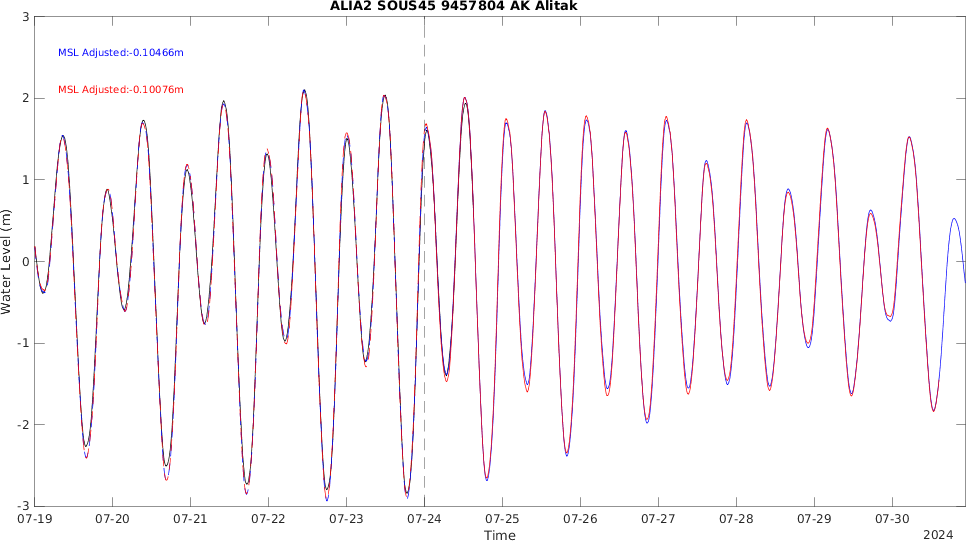 ALIA2 SOUS45 9457804 AK Alitak
MSL Adjusted:-0.10466m
MSL Adjusted:-0.10076m
Water Level (m)
3
2
1
0
-1
-2
-3
07-19 07-20 07-21 07-22 07-23 07-24 07-25 07-26 07-27 07-28 07-29 07-30
Time
2024